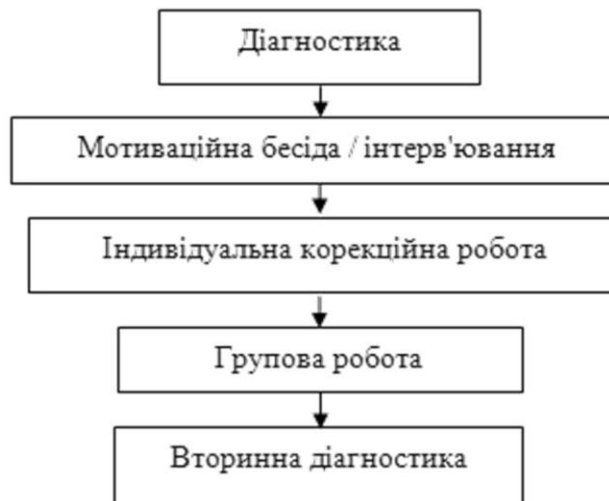 Діагностика
Мотиваційна бесіда / інтерв'ювання
Індивідуальна корекційна робота
Групова робота
Вторинна діагностика